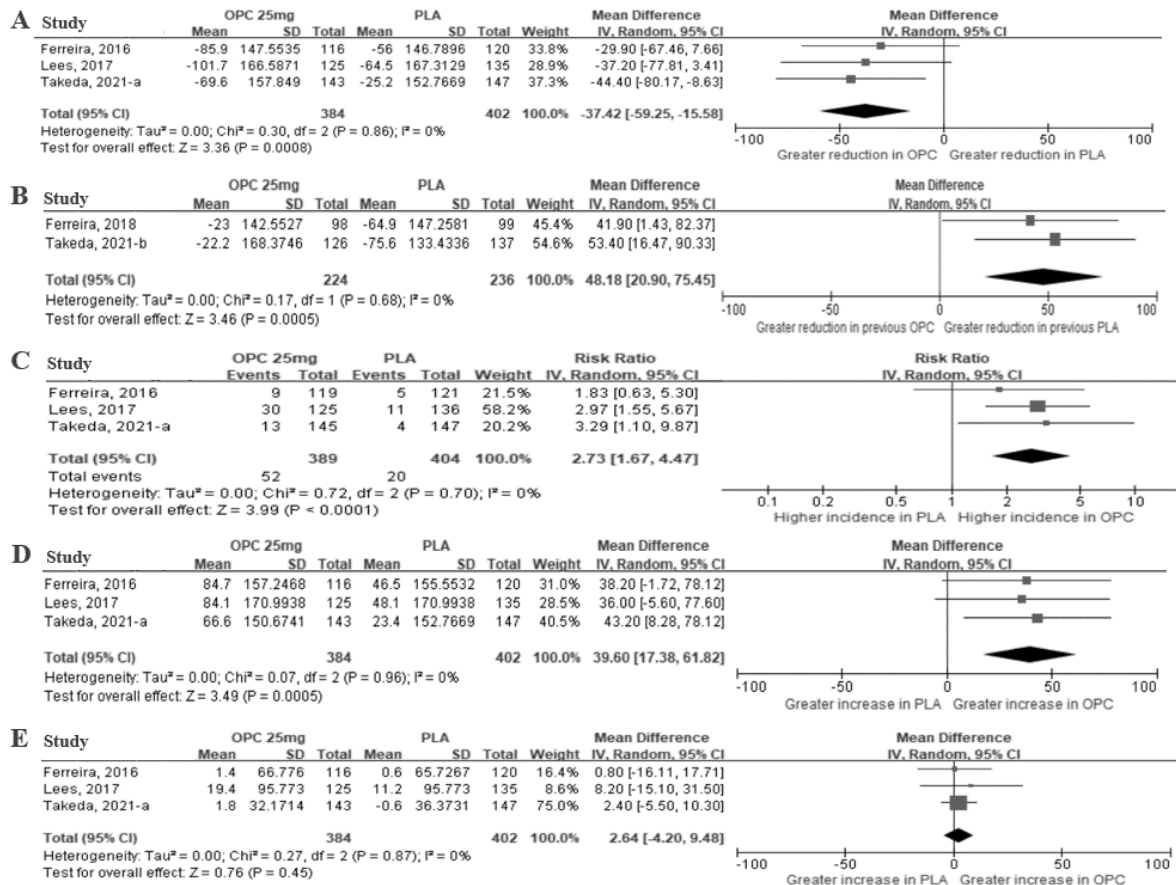 A Study OPC 25mg PLA Mean Difference Mean Difference
Mean SD Total Mean SD Total Weight IV, Random, 95% CI IV, Random, 95% CI
Ferreira, 2016 -85.9 147.5535 116 -56 146.7896 120 33.8% -29.90 [-67.46, 7.66]
Lees, 2017 -101.7 166.5871 125 -64.5 167.3129 135 28.9% -37.20 [-77.81, 3.41]
Takeda, 2021-a -69.6 157.849 143 -25.2 152.7669 147 37.3% -44.40 [-80.17, -8.63]
Total (95% CI) 384 402 100.0% -37.42 [-59.25, -15.58]
Heterogeneity: Tau² = 0.00; Chi² = 0.30, df = 2 (P = 0.86); I² = 0%
Test for overall effect: Z = 3.36 (P = 0.0008)
-100 -50 0 50 100
Greater reduction in OPC Greater reduction in PLA
B Study OPC 25mg PLA Mean Difference Mean Difference
Mean SD Total Mean SD Total Weight IV, Random, 95% CI IV, Random, 95% CI
Ferreira, 2018 -23 142.5527 98 -64.9 147.2581 99 45.4% 41.90 [1.43, 82.37]
Takeda, 2021-b -22.2 168.3746 126 -75.6 133.4336 137 54.6% 53.40 [16.47, 90.33]
Total (95% CI) 224 236 100.0% 48.18 [20.90, 75.45]
Heterogeneity: Tau² = 0.00; Chi² = 0.17, df = 1 (P = 0.68); I² = 0%
Test for overall effect: Z = 3.46 (P = 0.0005)
-100 -50 0 50 100
Greater reduction in previous OPC Greater reduction in previous PLA
C Study OPC 25mg PLA Risk Ratio Risk Ratio
Events Total Events Total Weight IV, Random, 95% CI IV, Random, 95% CI
Ferreira, 2016 9 119 5 121 21.5% 1.83 [0.63, 5.30]
Lees, 2017 30 125 11 136 58.2% 2.97 [1.55, 5.67]
Takeda, 2021-a 13 145 4 147 20.2% 3.29 [1.10, 9.87]
Total (95% CI) 389 404 100.0% 2.73 [1.67, 4.47]
Total events 52 20
Heterogeneity: Tau² = 0.00; Chi² = 0.72, df = 2 (P = 0.70); I² = 0%
Test for overall effect: Z = 3.99 (P < 0.0001)
0.1 0.2 0.5 1 2 5 10
Higher incidence in PLA Higher incidence in OPC
D Study OPC 25mg PLA Mean Difference Mean Difference
Mean SD Total Mean SD Total Weight IV, Random, 95% CI IV, Random, 95% CI
Ferreira, 2016 84.7 157.2468 116 46.5 155.5532 120 31.0% 38.20 [-1.72, 78.12]
Lees, 2017 84.1 170.9938 125 48.1 170.9938 135 28.5% 36.00 [-5.60, 77.60]
Takeda, 2021-a 66.6 150.6741 143 23.4 152.7669 147 40.5% 43.20 [8.28, 78.12]
Total (95% CI) 384 402 100.0% 39.60 [17.38, 61.82]
Heterogeneity: Tau² = 0.00; Chi² = 0.07, df = 2 (P = 0.96); I² = 0%
Test for overall effect: Z = 3.49 (P = 0.0005)
-100 -50 0 50 100
Greater increase in PLA Greater increase in OPC
E Study OPC 25mg PLA Mean Difference Mean Difference
Mean SD Total Mean SD Total Weight IV, Random, 95% CI IV, Random, 95% CI
Ferreira, 2016 1.4 66.776 116 0.6 65.7267 120 16.4% 0.80 [-16.11, 17.71]
Lees, 2017 19.4 95.773 125 11.2 95.773 135 8.6% 8.20 [-15.10, 31.50]
Takeda, 2021-a 1.8 32.1714 143 -0.6 36.3731 147 75.0% 2.40 [-5.50, 10.30]
Total (95% CI) 384 402 100.0% 2.64 [-4.20, 9.48]
Heterogeneity: Tau² = 0.00; Chi² = 0.27, df = 2 (P = 0.87); I² = 0%
Test for overall effect: Z = 0.76 (P = 0.45)
-100 -50 0 50 100
Greater increase in PLA Greater increase in OPC